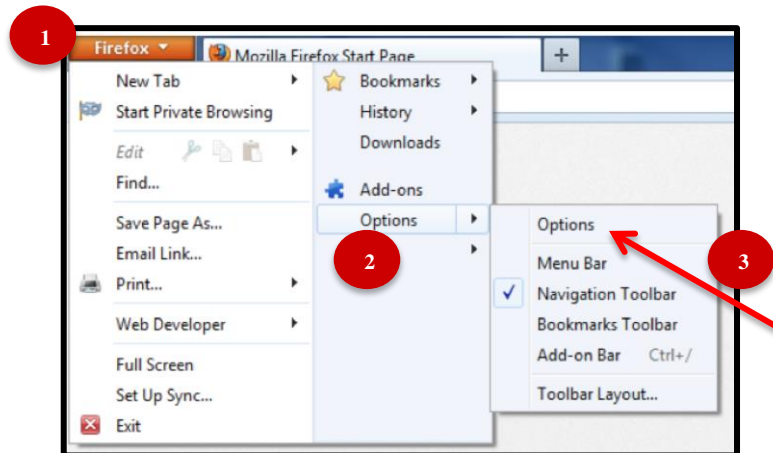 1
Firefox
Mozilla Firefox Start Page
+
New Tab
Start Private Browsing
Edit
Find...
Save Page As...
Email Link...
Print...
Web Developer
Full Screen
Set Up Sync...
Exit
Bookmarks
History
Downloads
Add-ons
Options
2
Options
3
Menu Bar
Navigation Toolbar
Bookmarks Toolbar
Add-on Bar Ctrl+/
Toolbar Layout...